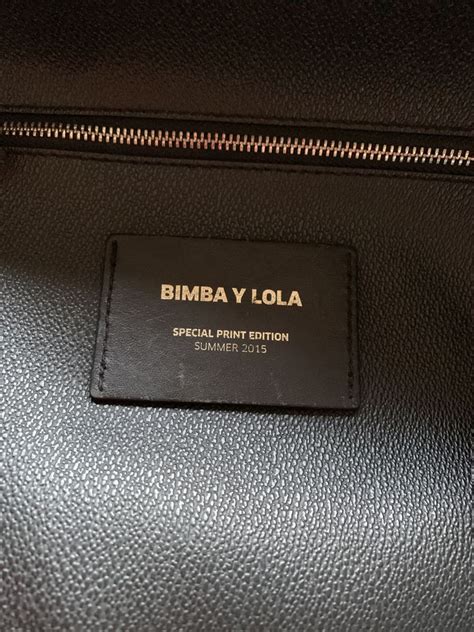 BIMBA Y LOLA
SPECIAL PRINT EDITION
SUMMER 2015